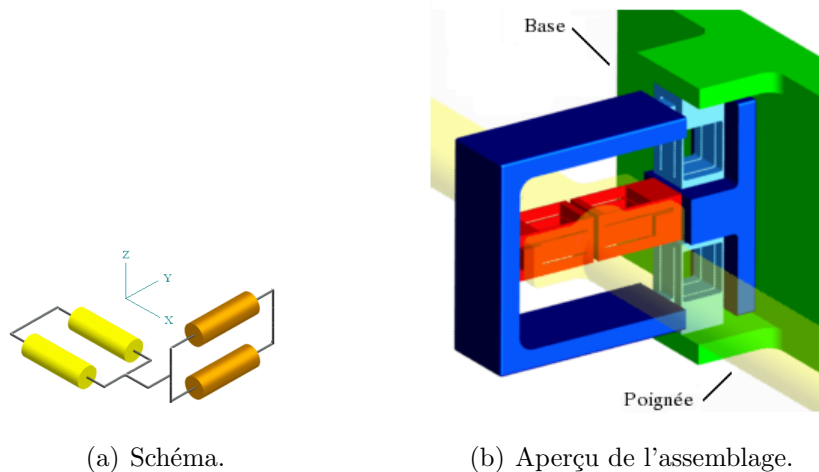 Base
Z
Y
X
Poignée
(a) Schéma.
(b) Aperçu de l'assemblage.